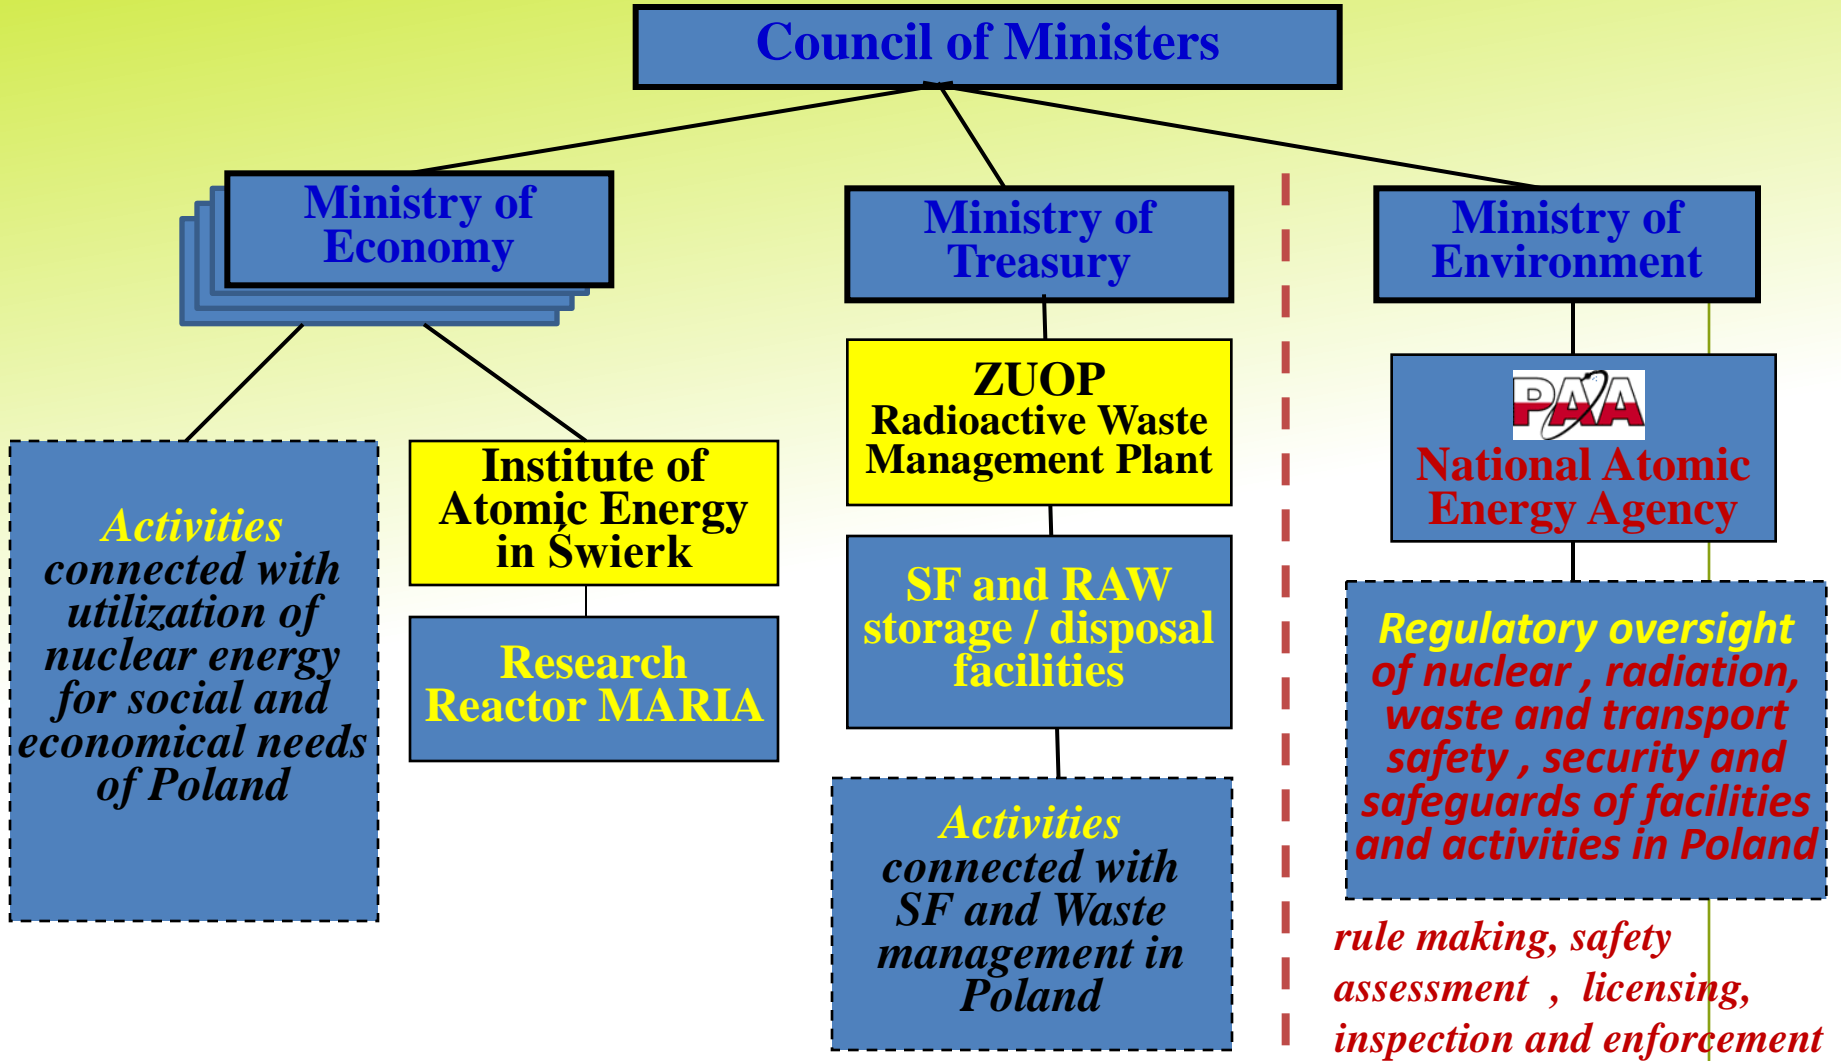 Council of Ministers
Ministry of
Economy
Ministry of
Treasury
Ministry of
Environment
Activities
connected with
utilization of
nuclear energy
for social and
economical needs
of Poland
Institute of
Atomic Energy
in Świerk
Research
Reactor MARIA
ZUOP
Radioactive Waste
Management Plant
SF and RAW
storage / disposal
facilities
Activities
connected with
SF and Waste
management in
Poland
PAA
National Atomic
Energy Agency
Regulatory oversight
of nuclear , radiation,
waste and transport
safety , security and
safeguards of facilities
and activities in Poland
rule making, safety
assessment , licensing,
inspection and enforcement